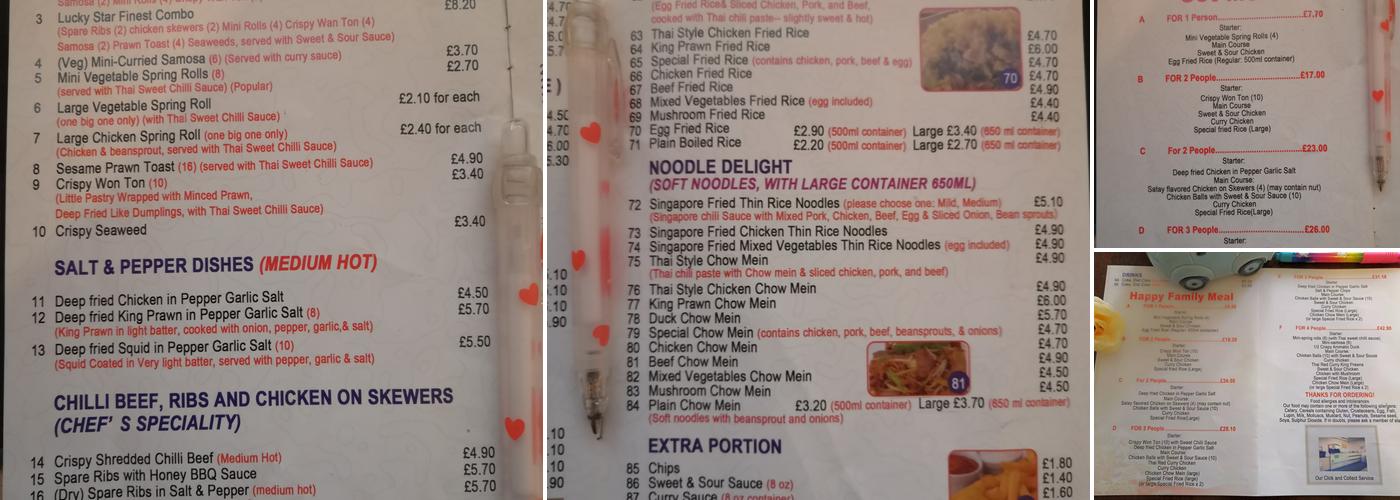 Samosa (2) Mini Rolls (4) Crispy Wan Ton (4)
£8.20
3 Lucky Star Finest Combo
(Spare Ribs (2) chicken skewers (2) Mini Rolls (4) Crispy Wan Ton (4)
Samosa (2) Prawn Toast (4) Seaweeds, served with Sweet & Sour Sauce)
4 (Veg) Mini-Curried Samosa (6) (Served with curry sauce) £3.70
5 Mini Vegetable Spring Rolls (8) £2.70
(served with Thai Sweet Chilli Sauce) (Popular)
6 Large Vegetable Spring Roll £2.10 for each
(one big one only) (with Thai Sweet Chilli Sauce)
7 Large Chicken Spring Roll (one big one only) £2.40 for each
(Chicken & beansprout, served with Thai Sweet Chilli Sauce)
8 Sesame Prawn Toast (16) (served with Thai Sweet Chilli Sauce) £4.90
9 Crispy Won Ton (10) £3.40
(Little Pastry Wrapped with Minced Prawn,
Deep Fried Like Dumplings, with Thai Sweet Chilli Sauce)
10 Crispy Seaweed £3.40
SALT & PEPPER DISHES (MEDIUM HOT)
11 Deep fried Chicken in Pepper Garlic Salt £4.50
12 Deep fried King Prawn in Pepper Garlic Salt (8) £5.70
(King Prawn in light batter, cooked with onion, pepper, garlic,& salt)
13 Deep fried Squid in Pepper Garlic Salt (10) £5.50
(Squid Coated in Very light batter, served with pepper, garlic & salt)
CHILLI BEEF, RIBS AND CHICKEN ON SKEWERS
(CHEF' S SPECIALITY)
14 Crispy Shredded Chilli Beef (Medium Hot) £4.90
15 Spare Ribs with Honey BBQ Sauce £5.70
16 (Dry) Spare Ribs in Salt & Pepper (medium hot) £5.70
(Egg Fried Rice& Sliced Chicken, Pork, and Beef,
cooked with Thai chili paste-- slightly sweet & hot)
63 Thai Style Chicken Fried Rice £4.70
64 King Prawn Fried Rice £6.00
65 Special Fried Rice (contains chicken, pork, beef & egg) £4.70
66 Chicken Fried Rice £4.70
67 Beef Fried Rice £4.90
68 Mixed Vegetables Fried Rice (egg included) £4.40
69 Mushroom Fried Rice £4.40
70
70 Egg Fried Rice £2.90 (500ml container) Large £3.40 (650 ml container)
71 Plain Boiled Rice £2.20 (500ml container) Large £2.70 (650 ml container)
NOODLE DELIGHT
(SOFT NOODLES, WITH LARGE CONTAINER 650ML)
72 Singapore Fried Thin Rice Noodles (please choose one: Mild, Medium) £5.10
(Singapore chili Sauce with Mixed Pork, Chicken, Beef, Egg & Sliced Onion, Bean sprouts)
73 Singapore Fried Chicken Thin Rice Noodles £4.90
74 Singapore Fried Mixed Vegetables Thin Rice Noodles (egg included) £4.90
75 Thai Style Chow Mein £4.90
(Thai chili paste with Chow mein & sliced chicken, pork, and beef)
76 Thai Style Chicken Chow Mein £4.90
77 King Prawn Chow Mein £6.00
78 Duck Chow Mein £5.70
79 Special Chow Mein (contains chicken, pork, beef, beansprouts, & onions) £4.70
80 Chicken Chow Mein £4.70
81 Beef Chow Mein £4.90
82 Mixed Vegetables Chow Mein £4.50
83 Mushroom Chow Mein £4.50
81
84 Plain Chow Mein £3.20 (500ml container) Large £3.70 (650 ml container)
(Soft noodles with beansprout and onions)
EXTRA PORTION
85 Chips £1.80
86 Sweet & Sour Sauce (8 oz) £1.40
87 Curry Sauce (8 oz container) £1.60
A FOR 1 Person £7.70
Starter:
Mini Vegetable Spring Rolls (4)
Main Course
Sweet & Sour Chicken
Egg Fried Rice (Regular: 500ml container)
B FOR 2 People £17.00
Starter:
Crispy Won Ton (10)
Main Course
Sweet & Sour Chicken
Curry Chicken
Special fried Rice(Large)
C For 2 People £23.00
Starter:
Deep fried Chicken in Pepper Garlic Salt
Main Course:
Satay flavored Chicken on Skewers (4) (may contain nut)
Chicken Balls with Sweet & Sour Sauce (10)
Curry Chicken
Special Fried Rice(Large)
D FOR 3 People £26.00
Starter:
DRINKS
Happy Family Meal
THANKS FOR ORDERING!
Food allergies and intolerances
Our Click and Collect Service